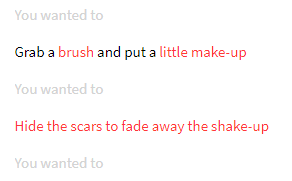 You wanted to
Grab a brush and put a little make-up
You wanted to
Hide the scars to fade away the shake-up
You wanted to